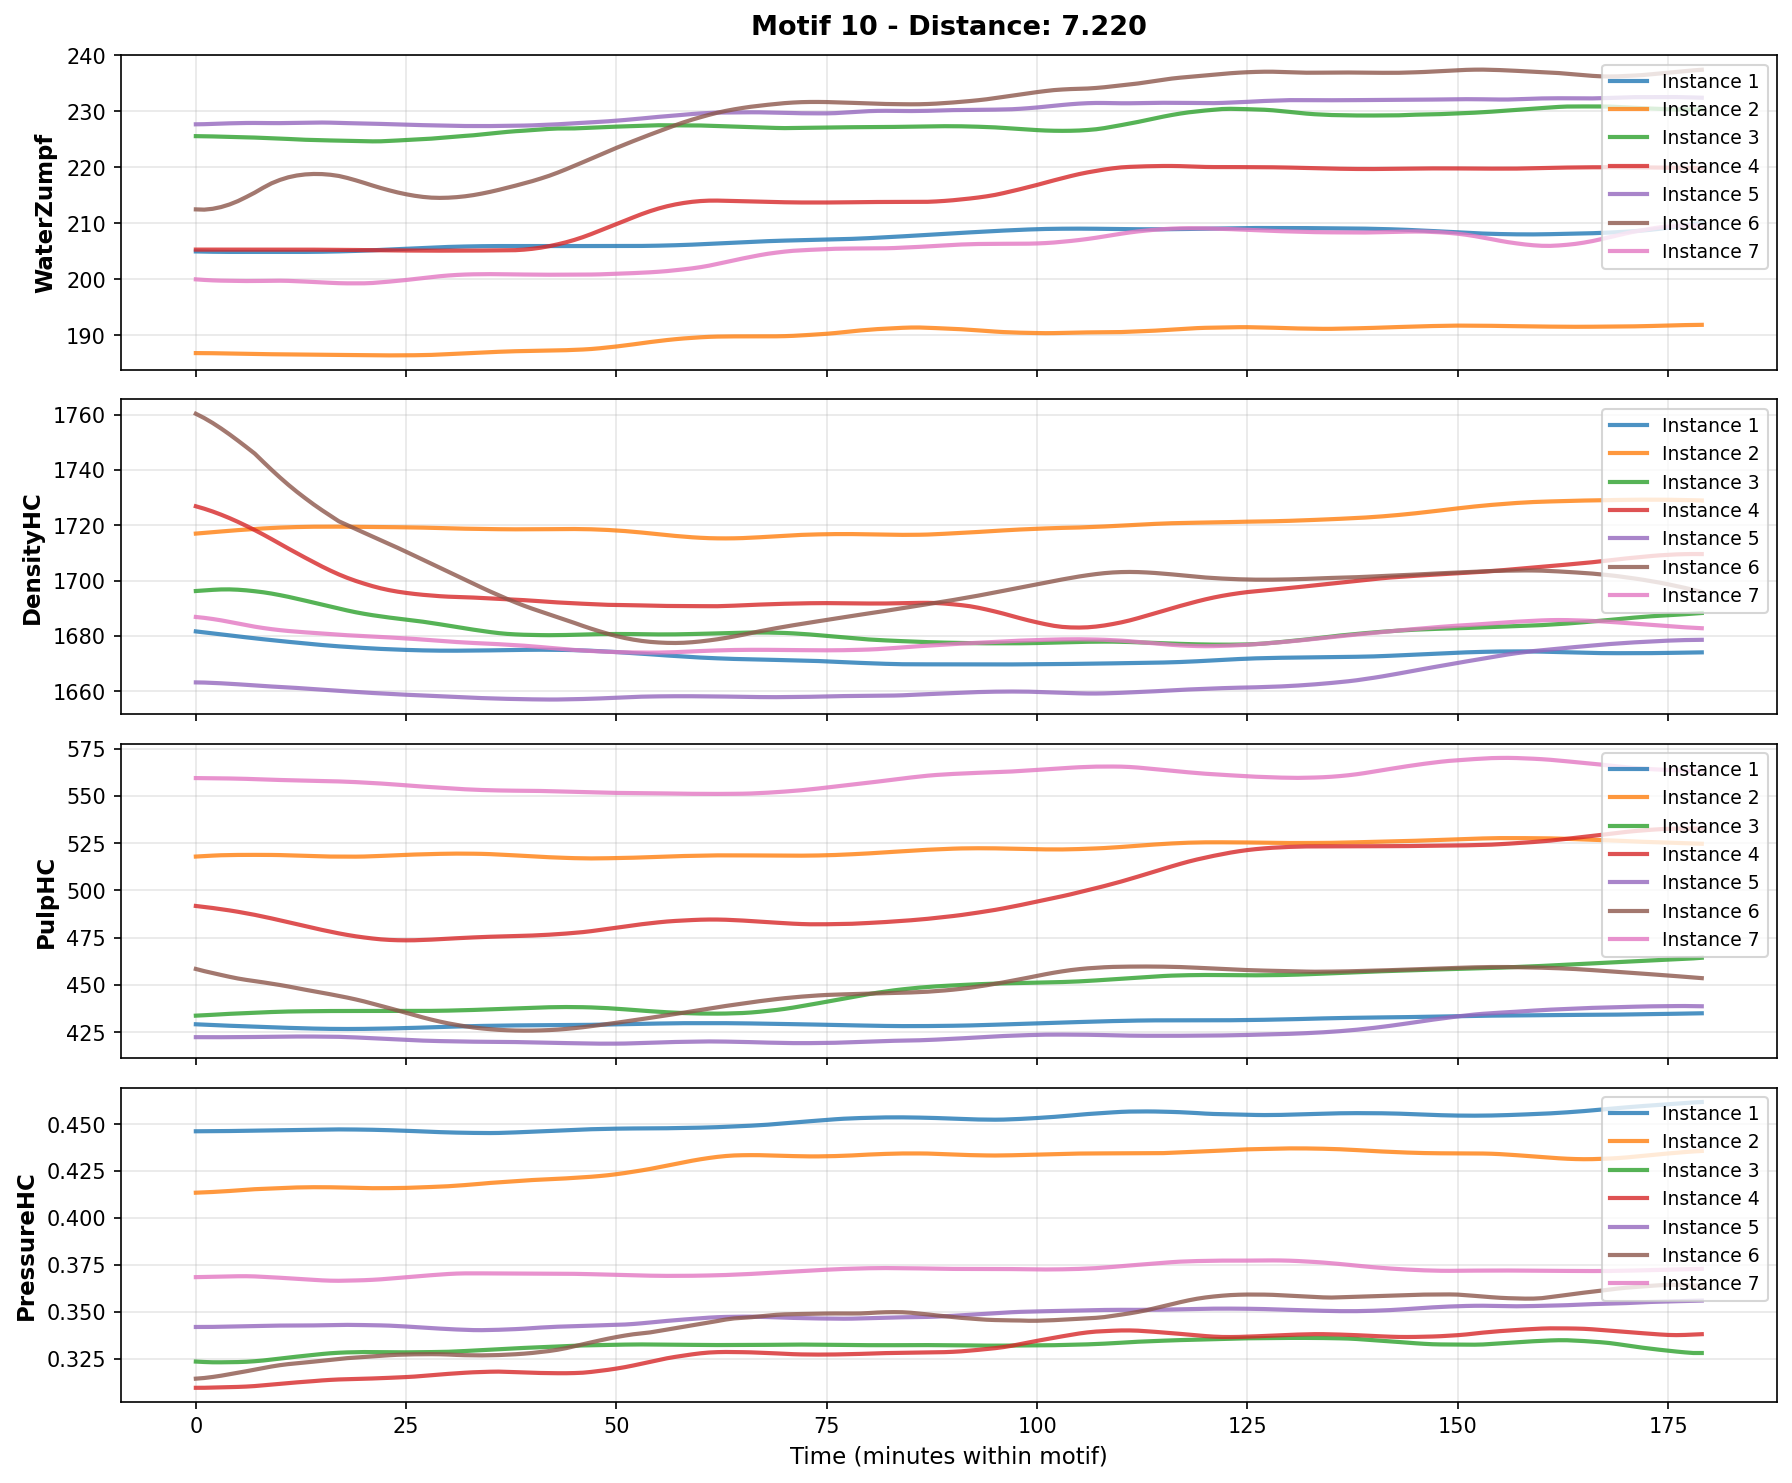 Motif 10 - Distance: 7.220
WaterZumpf
240
230
220
210
200
190
Instance 1
Instance 2
Instance 3
Instance 4
Instance 5
Instance 6
Instance 7
DensityHC
1760
1740
1720
1700
1680
1660
Instance 1
Instance 2
Instance 3
Instance 4
Instance 5
Instance 6
Instance 7
PulpHC
575
550
525
500
475
450
425
Instance 1
Instance 2
Instance 3
Instance 4
Instance 5
Instance 6
Instance 7
PressureHC
0.450
0.425
0.400
0.375
0.350
0.325
Instance 1
Instance 2
Instance 3
Instance 4
Instance 5
Instance 6
Instance 7
0 25 50 75 100 125 150 175
Time (minutes within motif)